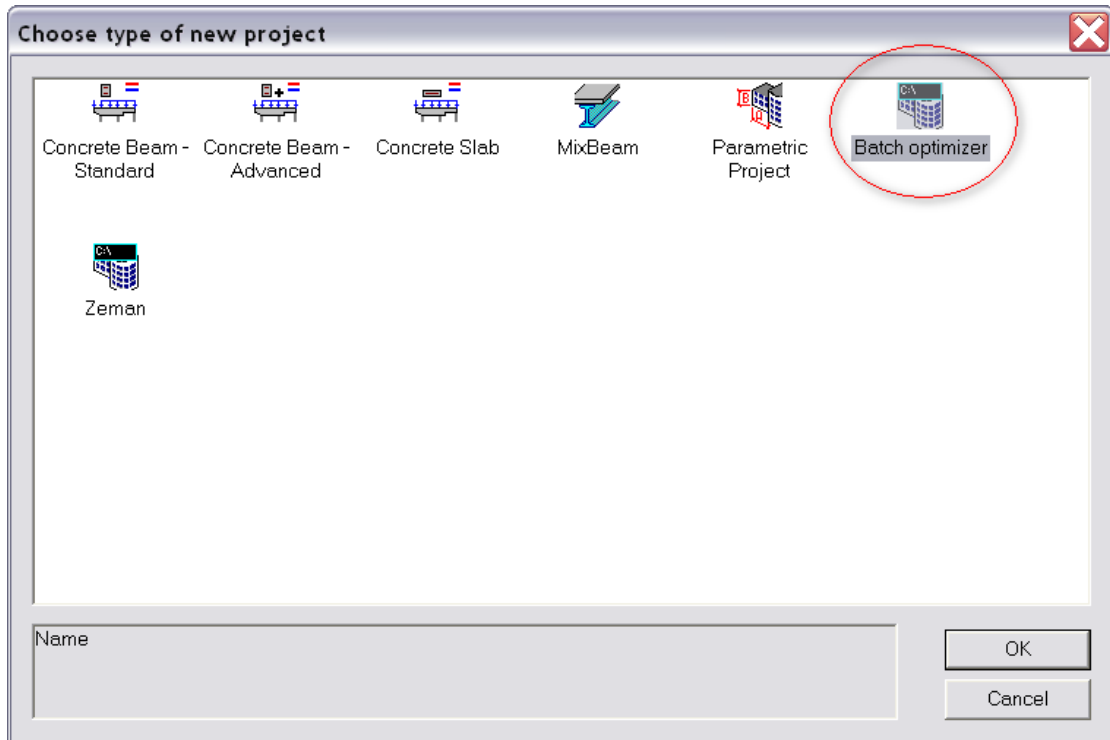 Choose type of new project
Concrete Beam - Standard
Concrete Beam - Advanced
Concrete Slab
MixBeam
Parametric Project
Batch optimizer
Zeman
Name
OK
Cancel